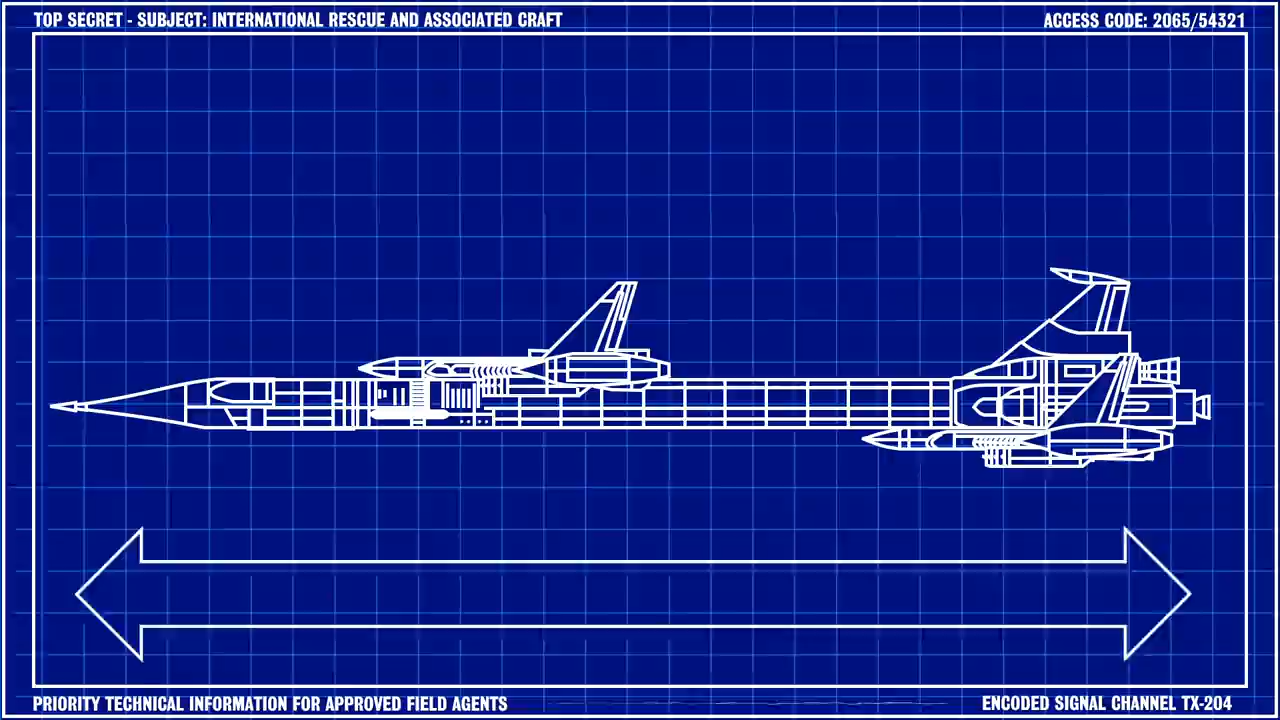 TOP SECRET - SUBJECT: INTERNATIONAL RESCUE AND ASSOCIATED CRAFT
ACCESS CODE: 2065/54321
PRIORITY TECHNICAL INFORMATION FOR APPROVED FIELD AGENTS
ENCODED SIGNAL CHANNEL TX-204